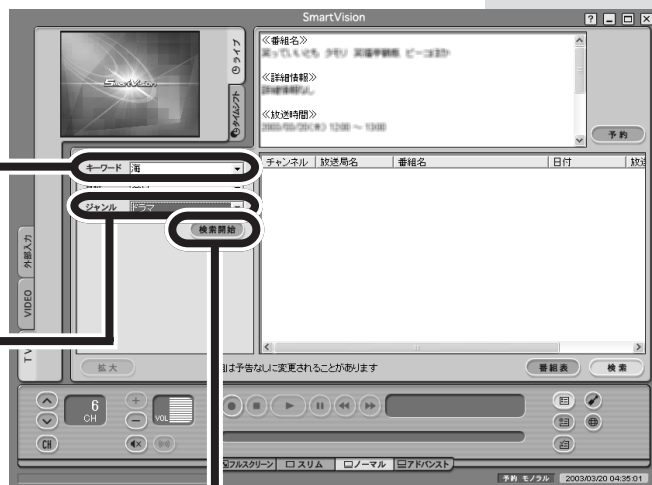 SmartVision
SmartVision
ライブ
タイムシフト
≪番組名≫
≪詳細情報≫
≪放送時間≫
予約
キーワード 海
ジャンル ドラマ
検索開始
チャンネル 放送局名 番組名 日付 放送
外部入力
VIDEO
TV
拡大
は予告なしに変更されることがあります
番組表
検索
6
CH
VOL
CH
フルスクリーン スリム ノーマル アドバンスト
予約 モノラル 2003/03/20 04:35:01